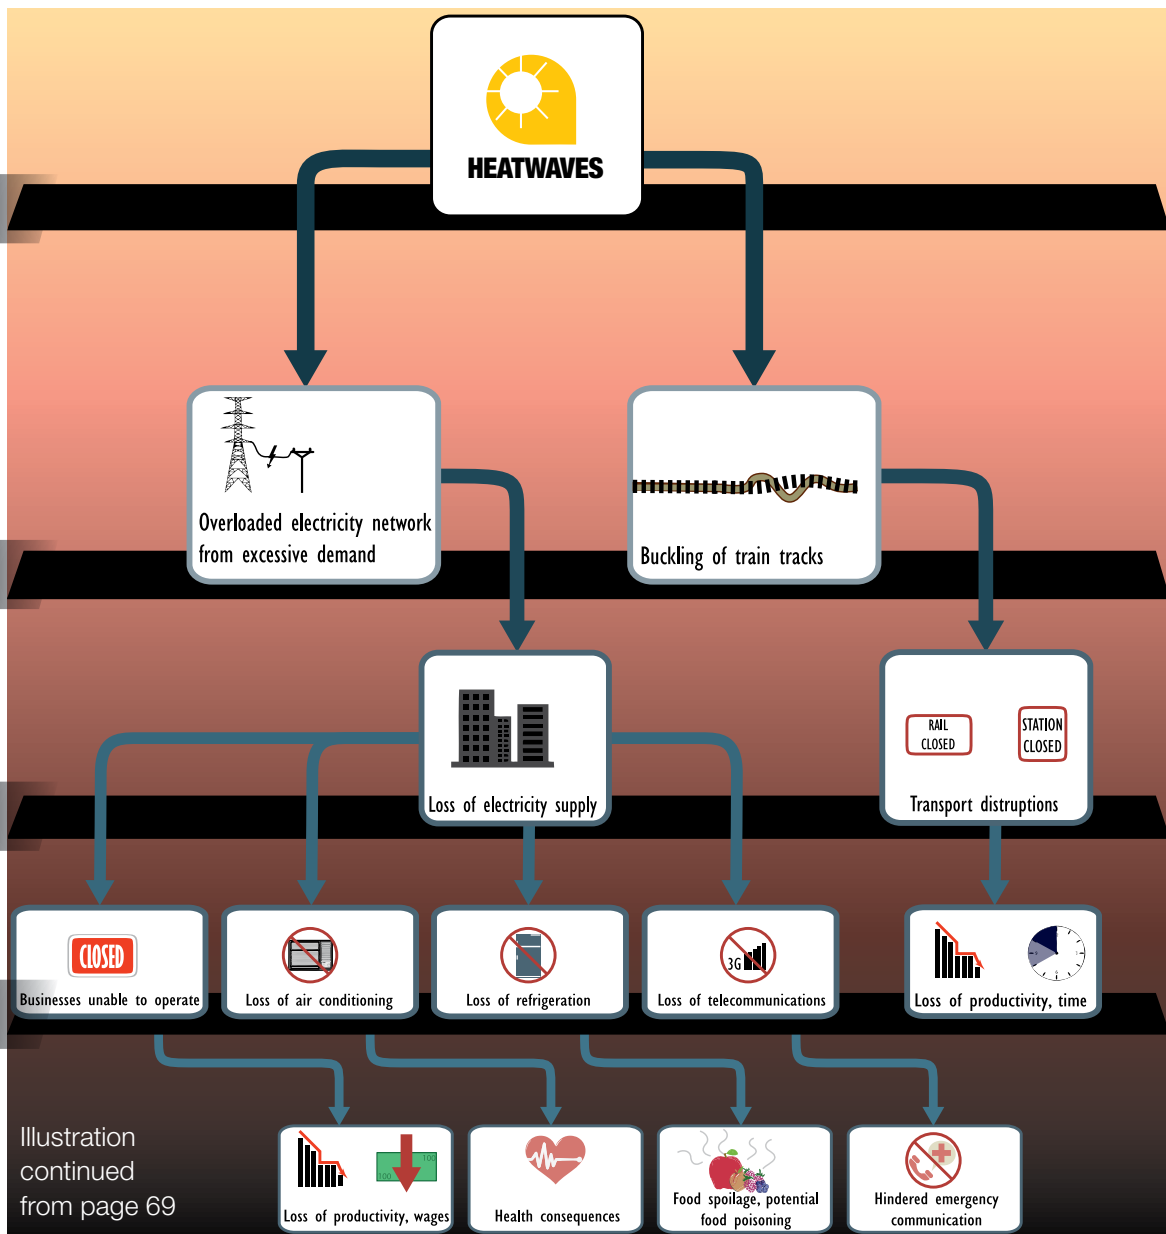 HEATWAVES
Overloaded electricity network
from excessive demand
Buckling of train tracks
Loss of electricity supply
RAIL
CLOSED
STATION
CLOSED
Transport distruptions
CLOSED
Businesses unable to operate
Loss of air conditioning
Loss of refrigeration
3G
Loss of telecommunications
Loss of productivity, time
Illustration
continued
from page 69
100
100
Loss of productivity, wages
Health consequences
Food spoilage, potential
food poisoning
Hindered emergency
communication